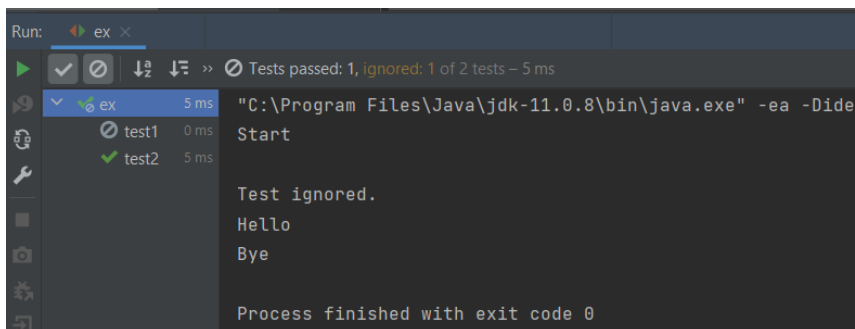 Run: ex ×
» Tests passed: 1, ignored: 1 of 2 tests – 5 ms
ex 5 ms
test1 0 ms
test2 5 ms
"C:\Program Files\Java\jdk-11.0.8\bin\java.exe" -ea -Dide
Start
Test ignored.
Hello
Bye
Process finished with exit code 0